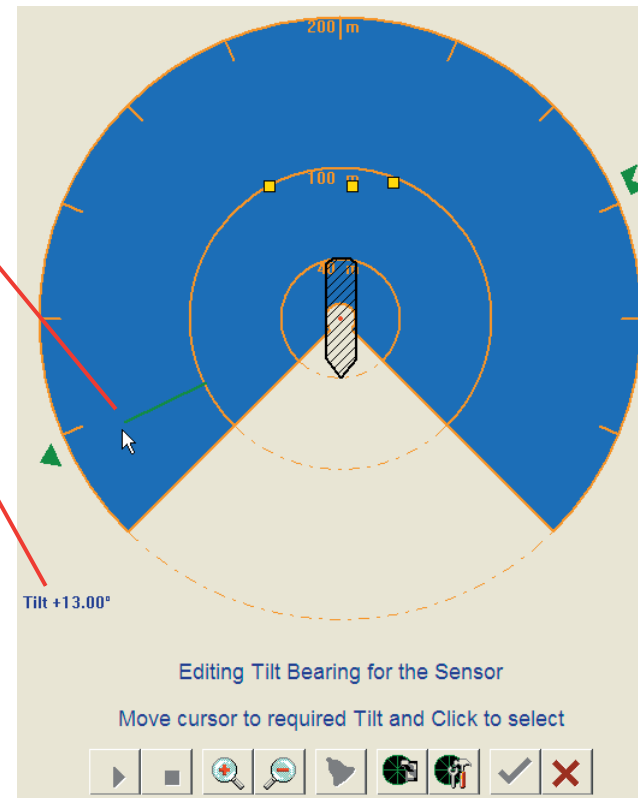 200 m
100 m
40 m
Tilt +13.00°
Editing Tilt Bearing for the Sensor
Move cursor to required Tilt and Click to select